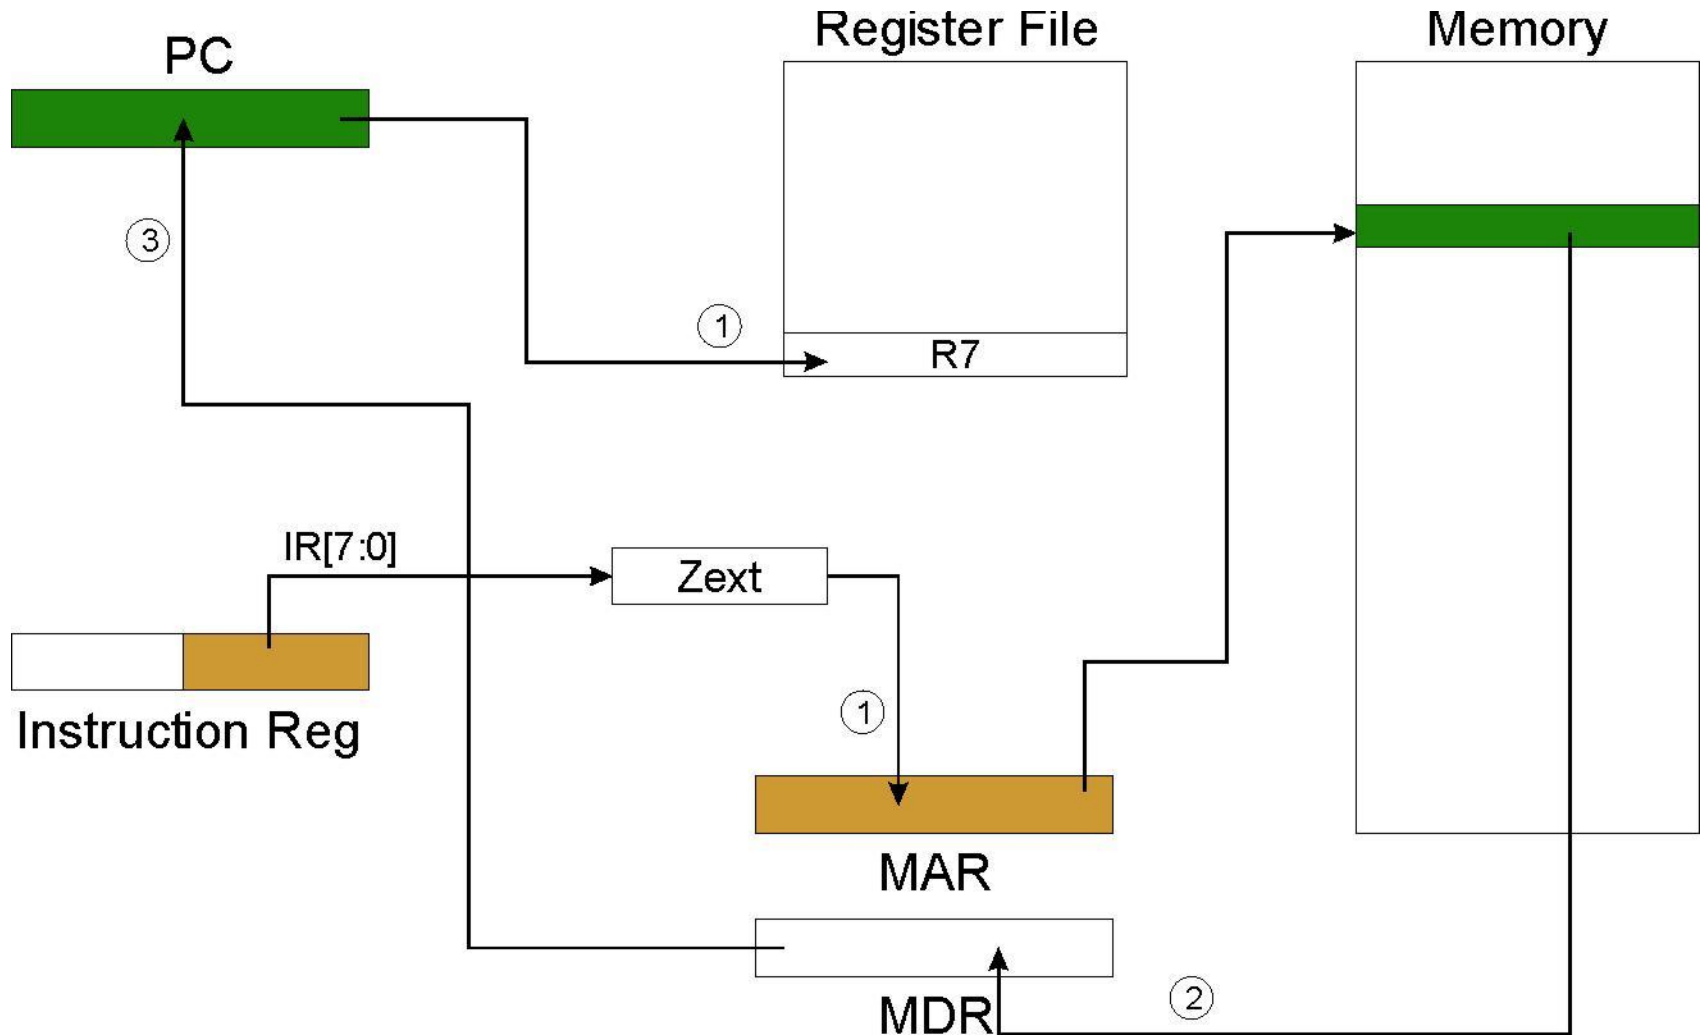 Register File
Memory
PC
3
1
R7
IR[7:0]
Zext
Instruction Reg
1
MAR
MDR
2